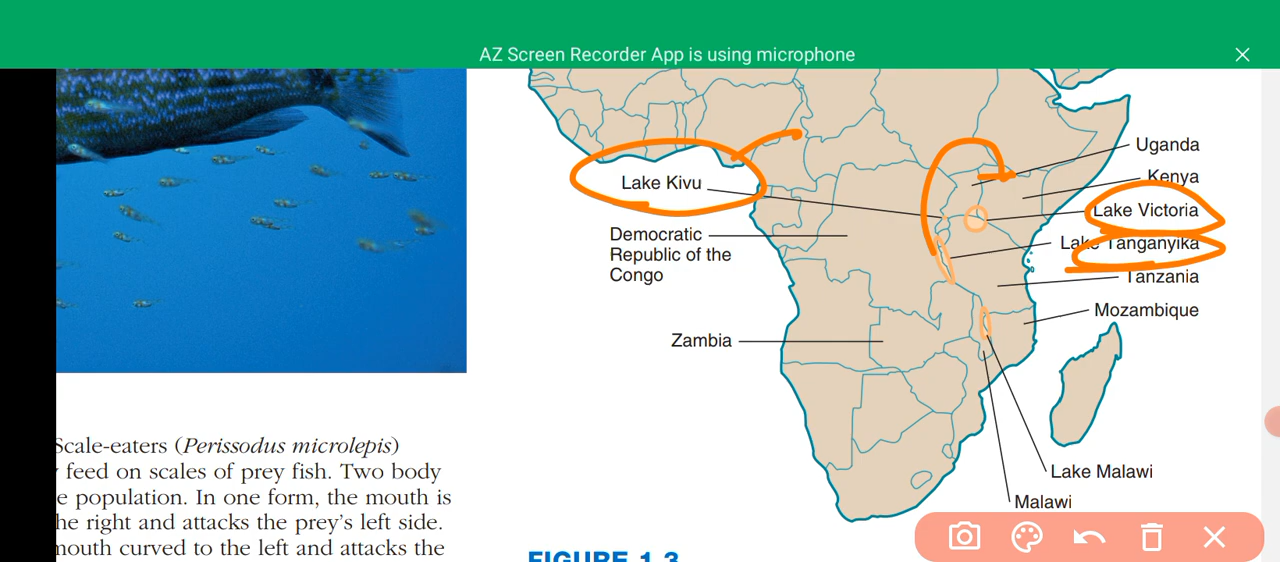 AZ Screen Recorder App is using microphone
Uganda
Kenya
Lake Kivu
Lake Victoria
Democratic
Republic of the
Congo
Lake Tanganyika
Tanzania
Mozambique
Zambia
Scale-eaters (Perissodus microlepis)
feed on scales of prey fish. Two body
e population. In one form, the mouth is
he right and attacks the prey's left side.
mouth curved to the left and attacks the
Lake Malawi
Malawi
FIGURE 1.3